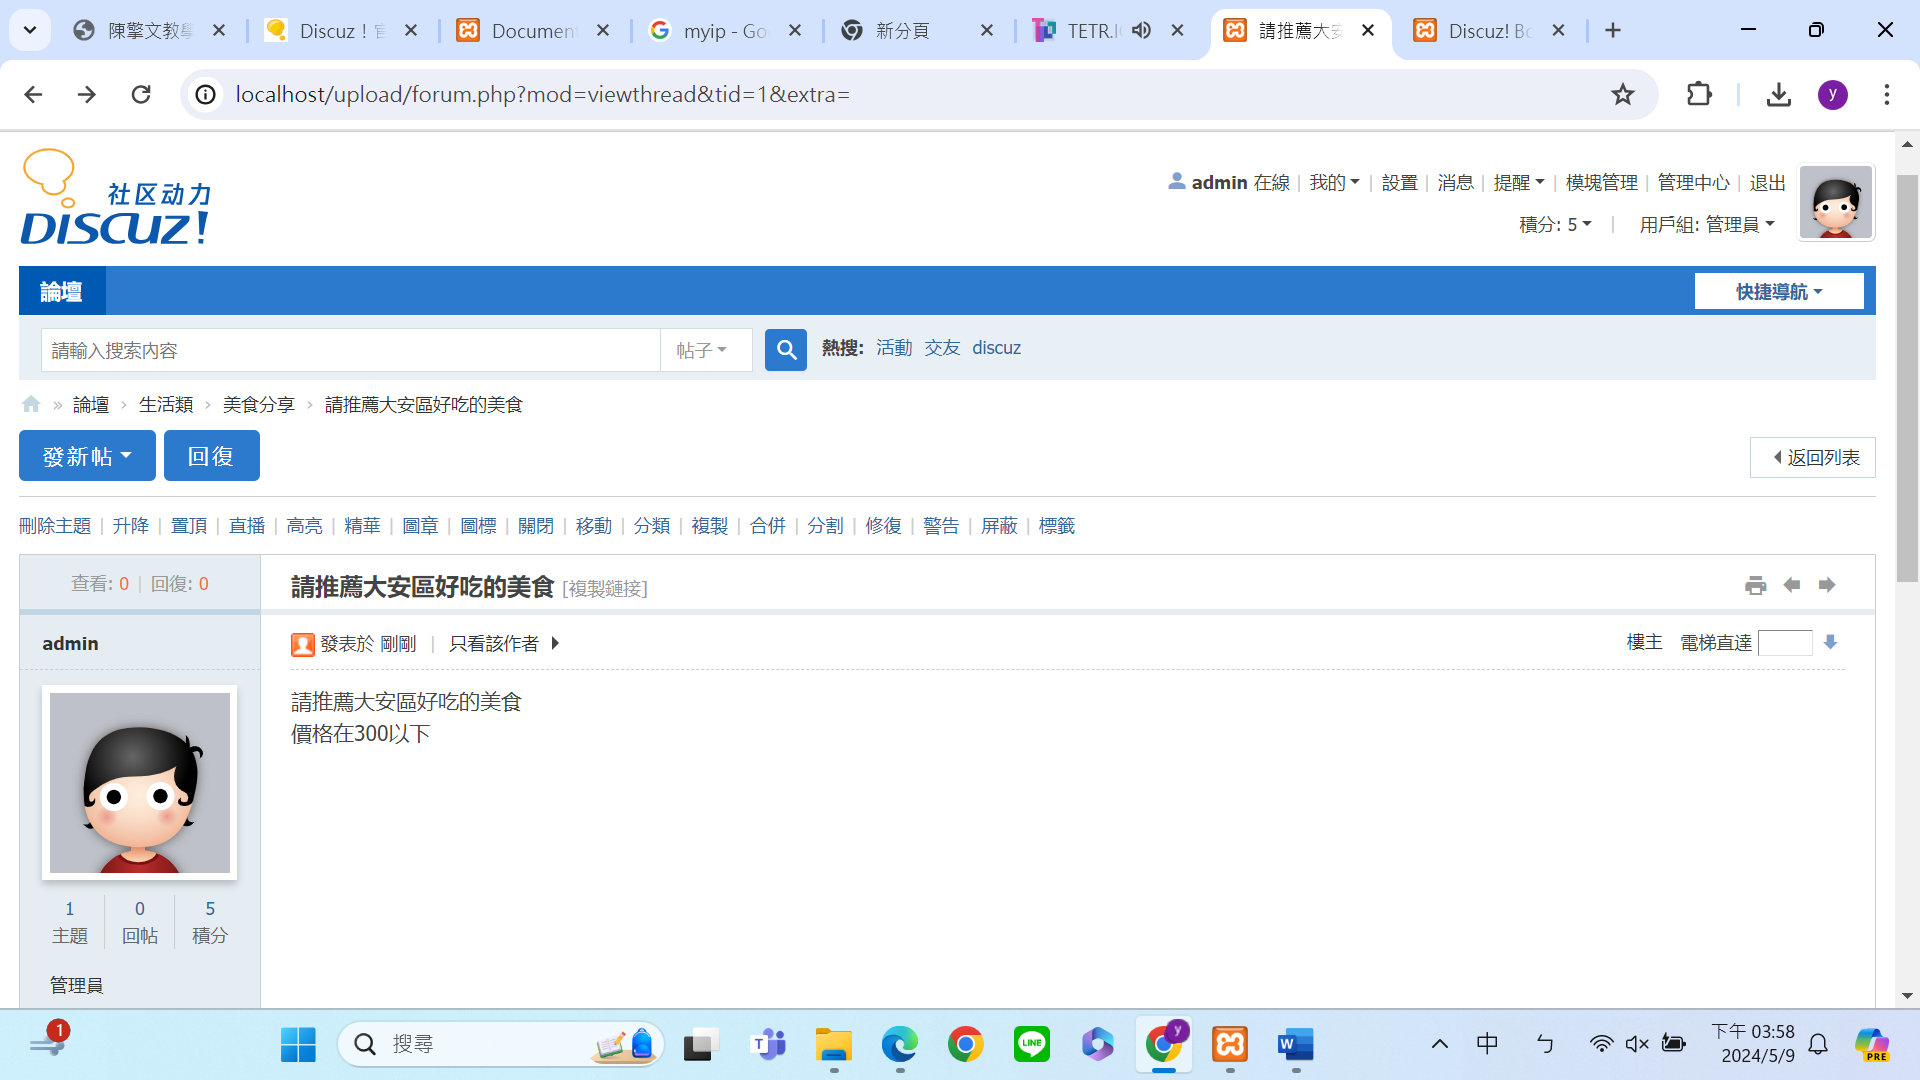 陳擎文教學
Discuz！官
Document
myip - Go
新分頁
TETR.I
請推薦大安
Discuz! Bo
localhost/upload/forum.php?mod=viewthread&tid=1&extra=
y
社区动力
DISCUZ!
admin 在線 | 我的 | 設置 | 消息 | 提醒 | 模塊管理 | 管理中心 | 退出
積分: 5 | 用戶組: 管理員
論壇
快捷導航
請輸入搜索內容
帖子
熱搜: 活動 交友 discuz
» 論壇 › 生活類 › 美食分享 › 請推薦大安區好吃的美食
發新帖
回復
返回列表
刪除主題 | 升降 | 置頂 | 直播 | 高亮 | 精華 | 圖章 | 圖標 | 關閉 | 移動 | 分類 | 複製 | 合併 | 分割 | 修復 | 警告 | 屏蔽 | 標籤
查看: 0 | 回復: 0
請推薦大安區好吃的美食 [複製鏈接]
admin
發表於 剛剛 | 只看該作者
樓主 電梯直達
請推薦大安區好吃的美食
價格在300以下
1 0 5
主題 回帖 積分
管理員
1
搜尋
T
LINE
y
W
中
ㄅ
下午 03:58
2024/5/9
PRE